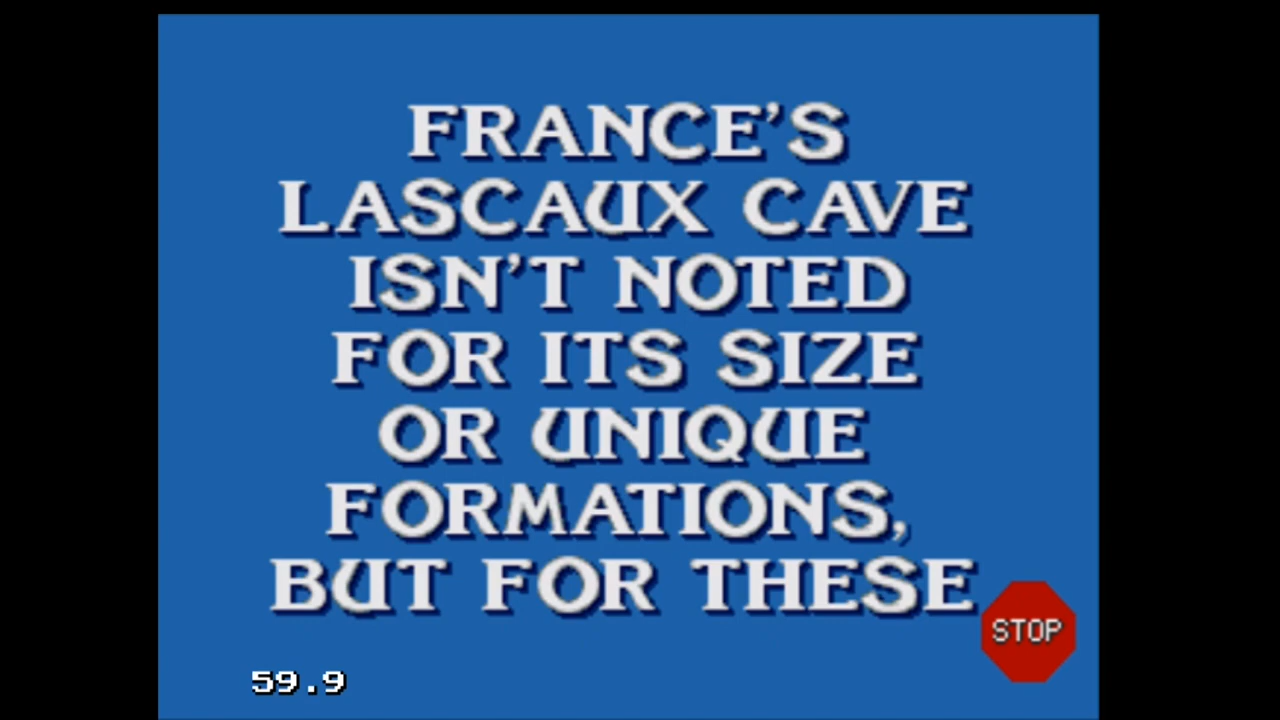 FRANCE'S
LASCAUX CAVE
ISN'T NOTED
FOR ITS SIZE
OR UNIQUE
FORMATIONS,
BUT FOR THESE
STOP
59.9